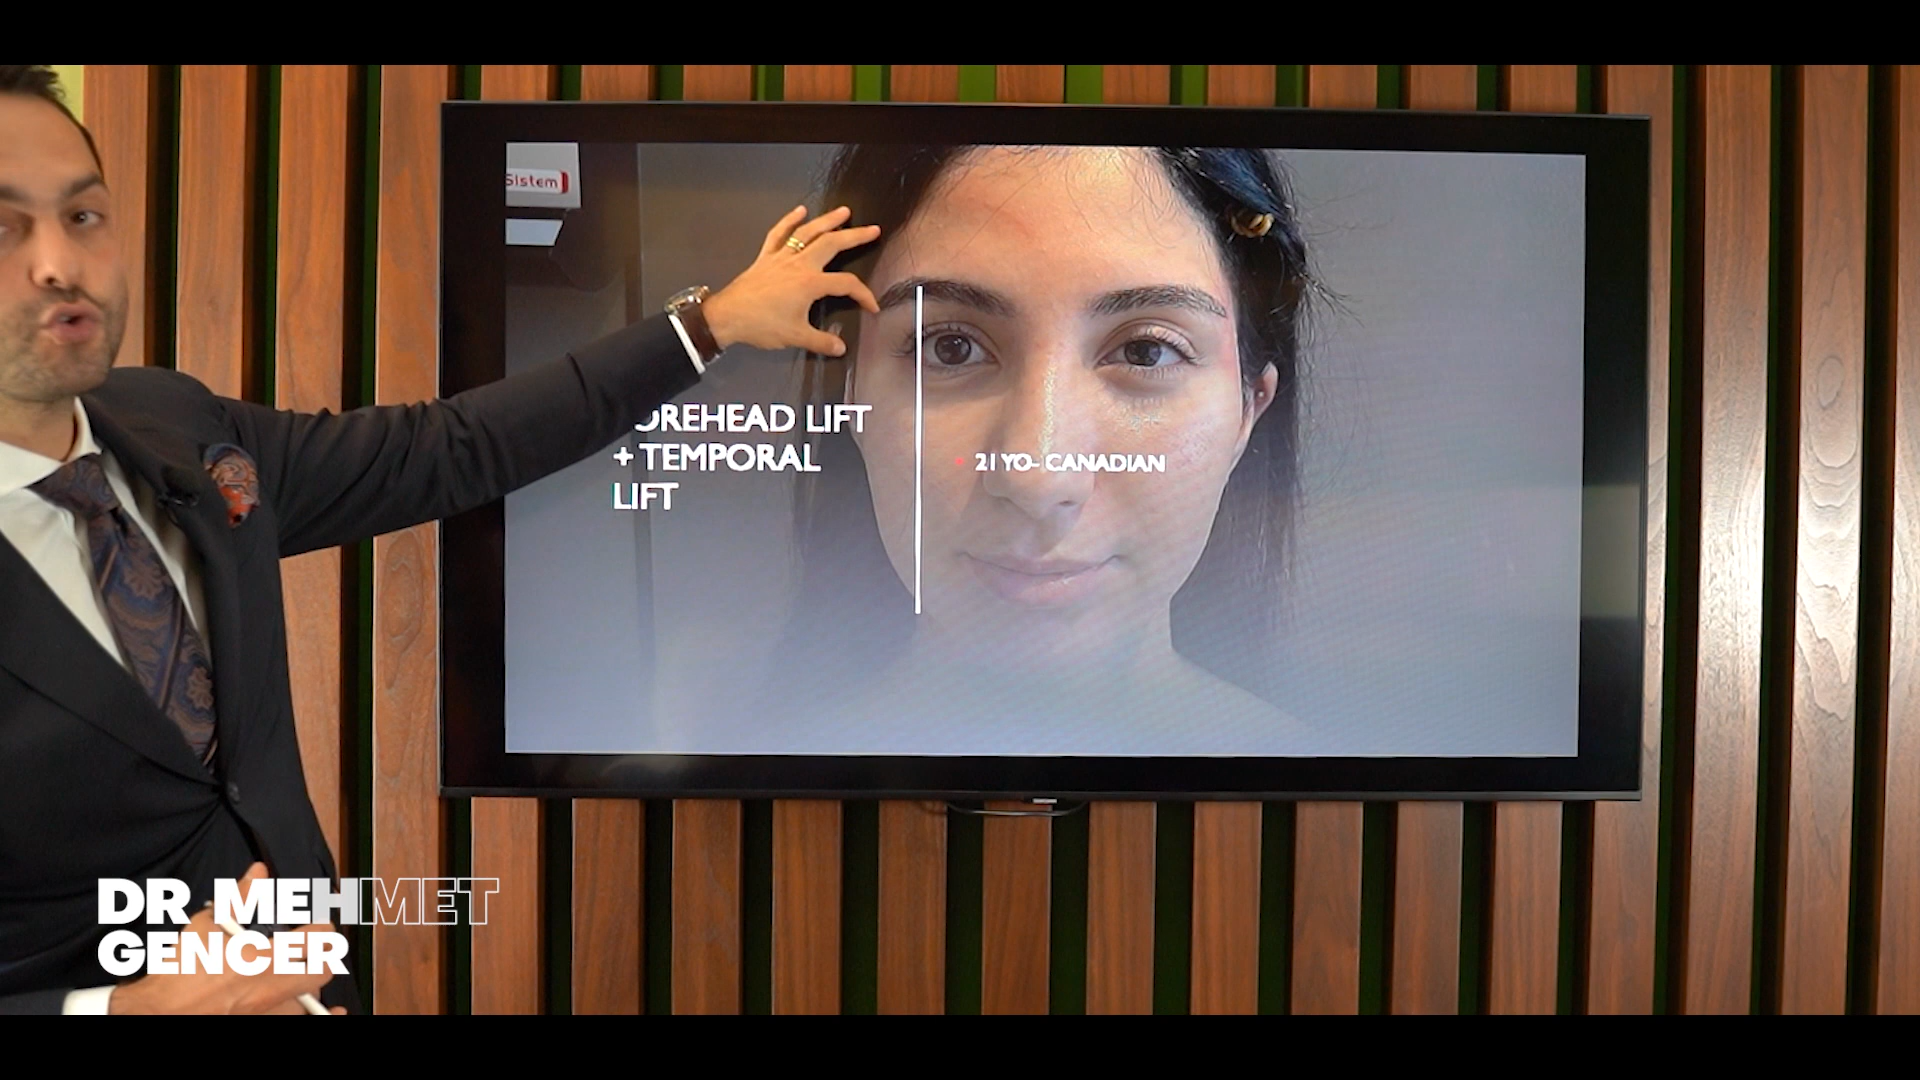 Sistem
OREHEAD LIFT
+ TEMPORAL
LIFT
• 21 YO- CANADIAN
DR MEHMET
GENCER